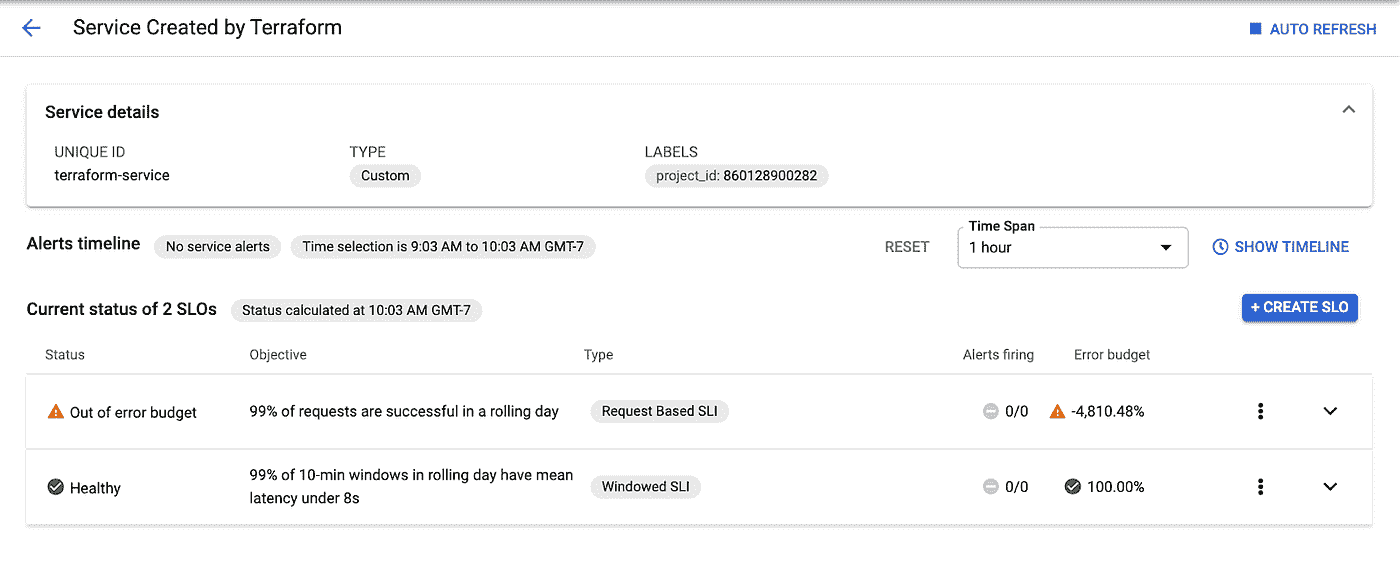 Service Created by Terraform
AUTO REFRESH
Service details
UNIQUE ID
TYPE
LABELS
terraform-service
Custom
project_id: 860128900282
Alerts timeline
No service alerts
Time selection is 9:03 AM to 10:03 AM GMT-7
RESET
Time Span
1 hour
SHOW TIMELINE
Current status of 2 SLOs
Status calculated at 10:03 AM GMT-7
+ CREATE SLO
Status
Objective
Type
Alerts firing
Error budget
Out of error budget
99% of requests are successful in a rolling day
Request Based SLI
0/0
-4,810.48%
Healthy
99% of 10-min windows in rolling day have mean
latency under 8s
Windowed SLI
0/0
100.00%